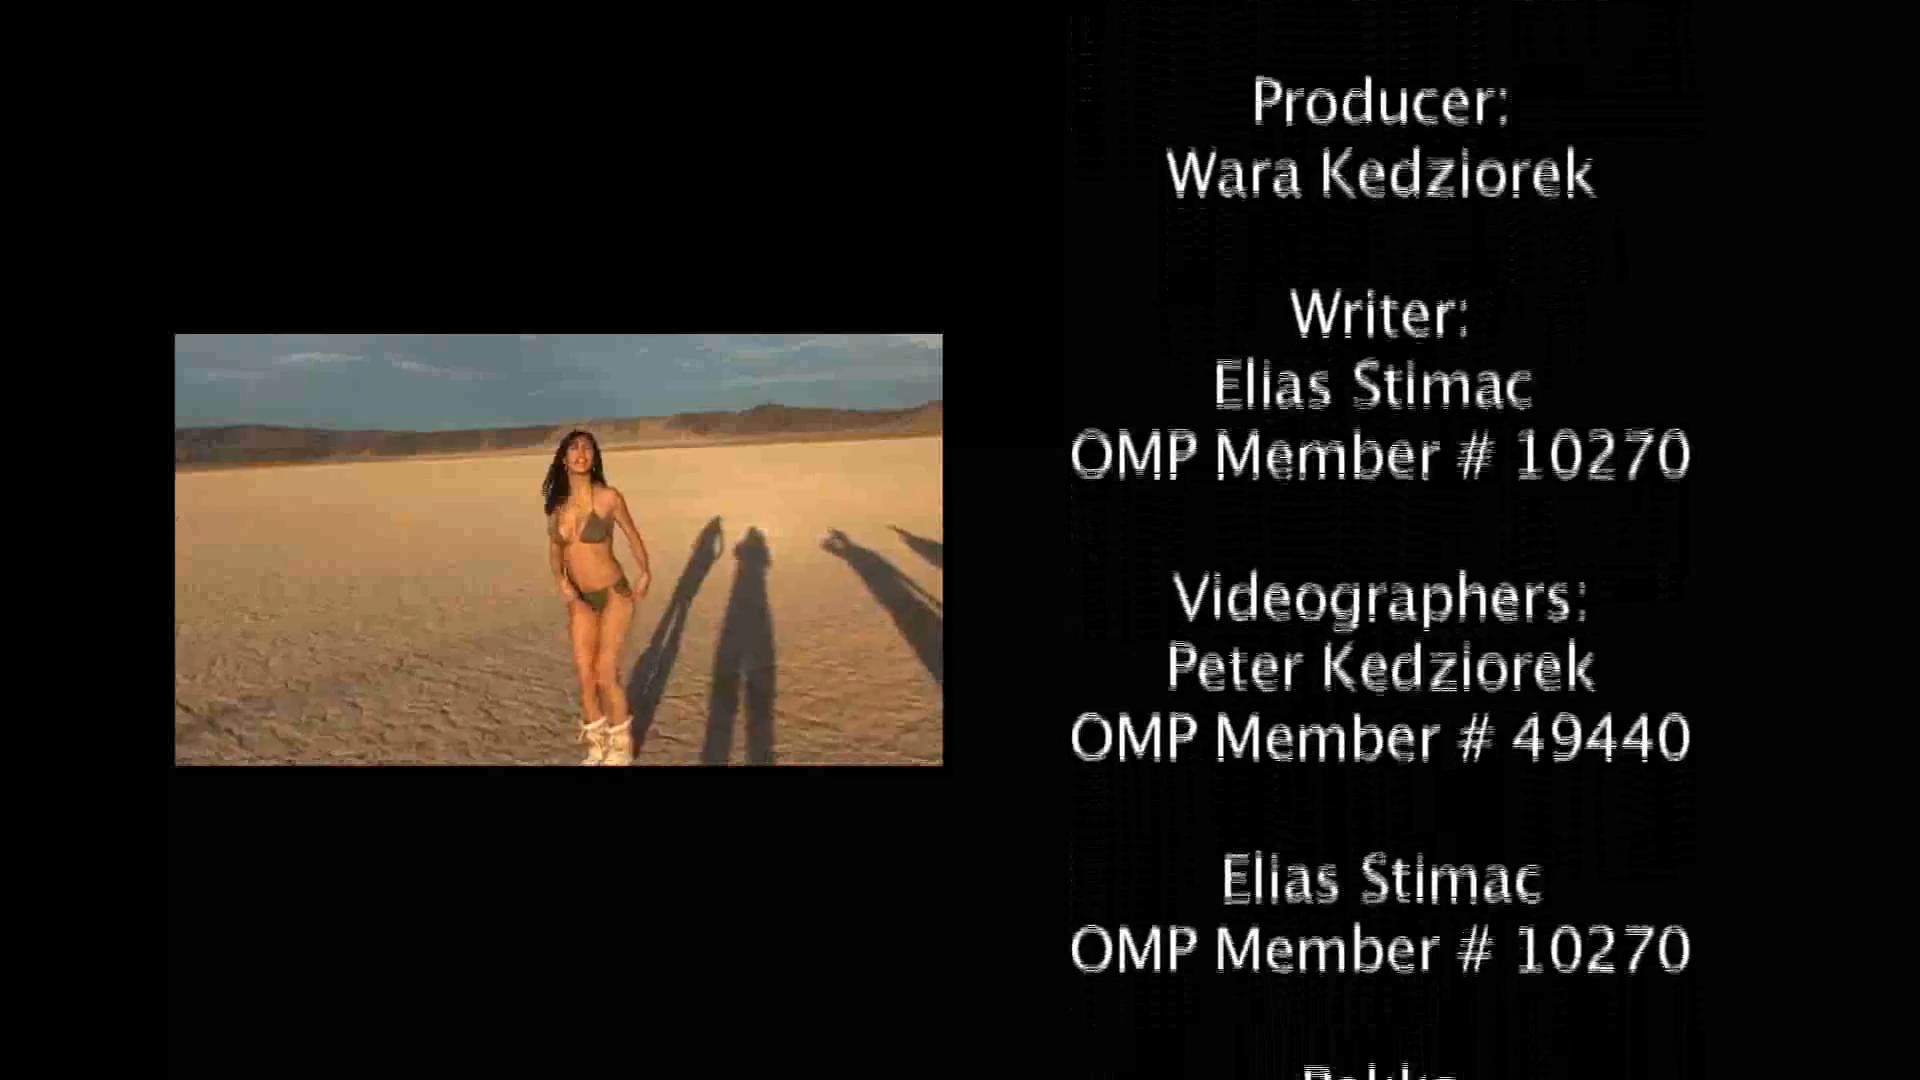 Producer:
Wara Kedziorek
Writer:
Elias Stimac
OMP Member # 10270
Videographers:
Peter Kedziorek
OMP Member # 49440
Elias Stimac
OMP Member # 10270